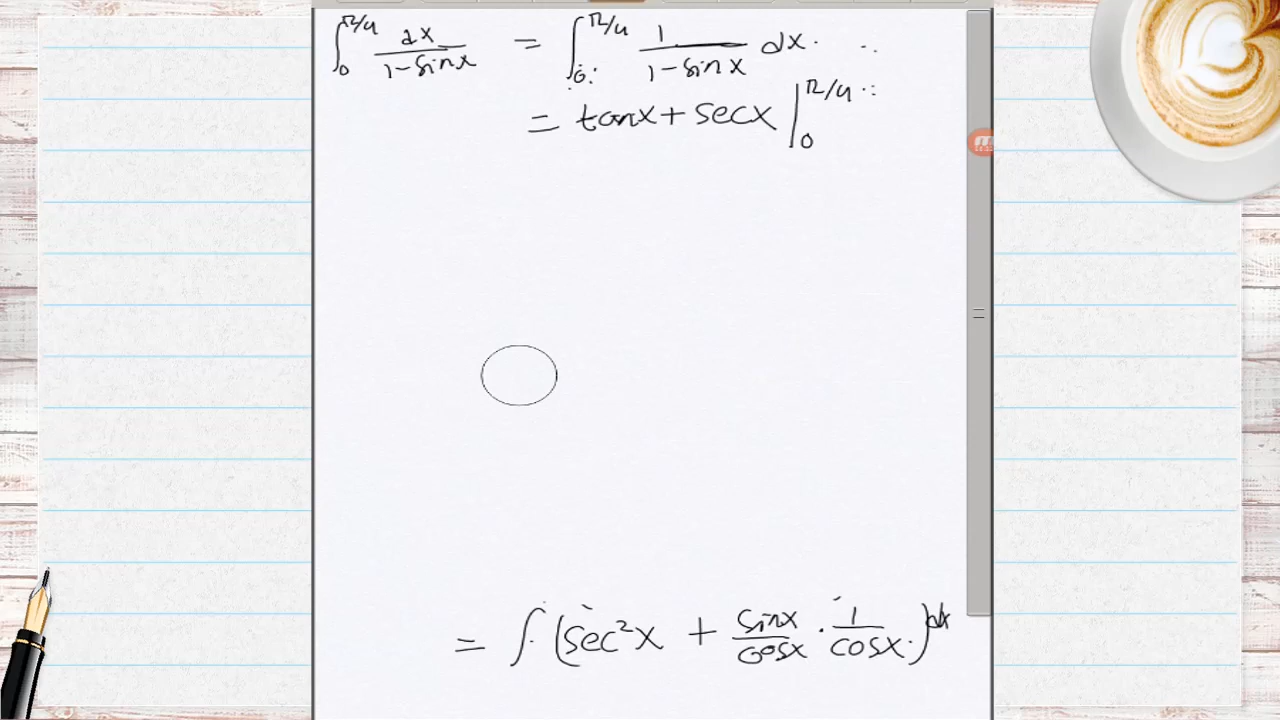 ∫₀^{π/4} dx/(1-sinx) = ∫₀^{π/4} 1/(1-sinx) dx
= tanx + secx |₀^{π/4}
= ∫(sec²x + sinx/cosx · 1/cosx)dx